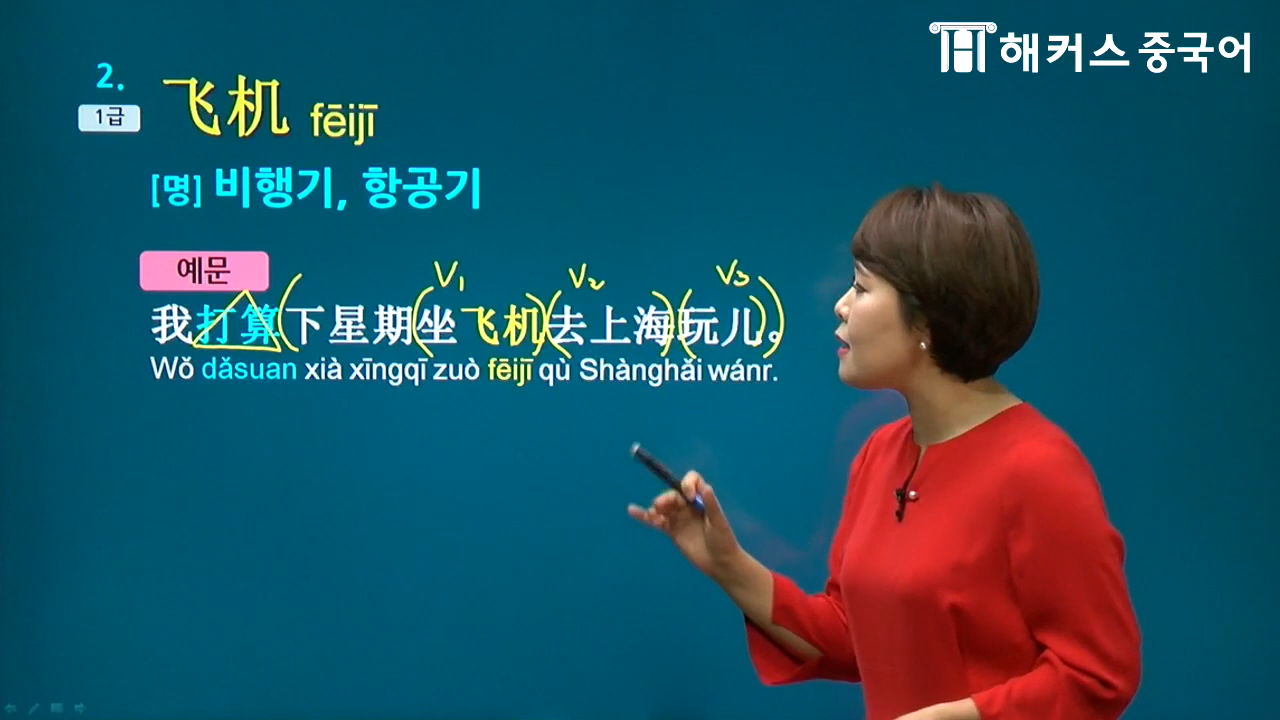 해커스 중국어
2.
1급
飞机 fēijī
[명] 비행기, 항공기
예문
V1 V2 V3
我打算下星期坐飞机去上海玩儿。
Wǒ dǎsuan xià xīngqī zuò fēijī qù Shànghǎi wánr.